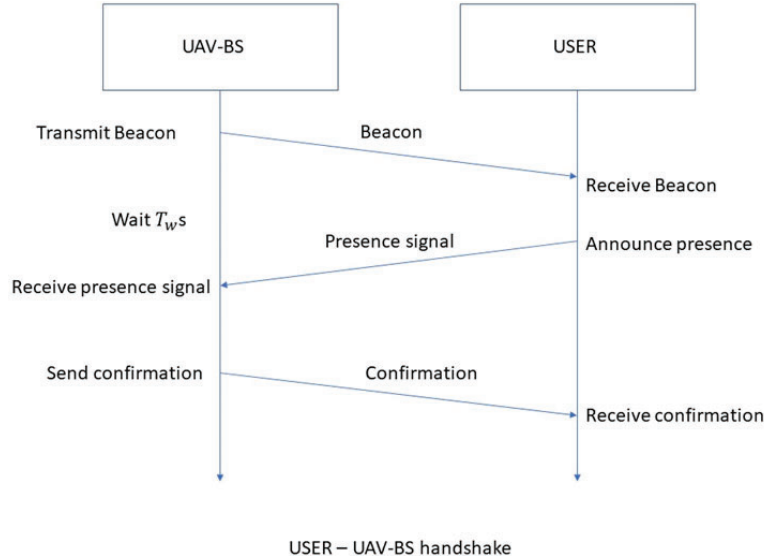 UAV-BS
USER
Transmit Beacon
Beacon
Receive Beacon
Wait T_w s
Presence signal
Announce presence
Receive presence signal
Send confirmation
Confirmation
Receive confirmation
USER – UAV-BS handshake